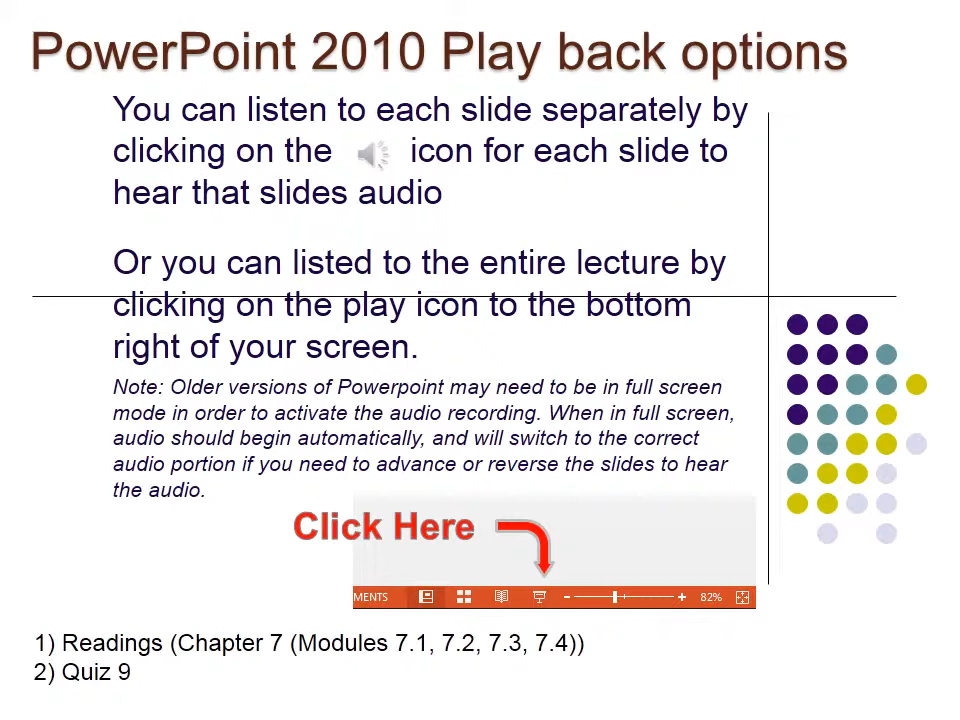 PowerPoint 2010 Play back options
You can listen to each slide separately by
clicking on the icon for each slide to
hear that slides audio
Or you can listed to the entire lecture by
clicking on the play icon to the bottom
right of your screen.
Note: Older versions of Powerpoint may need to be in full screen
mode in order to activate the audio recording. When in full screen,
audio should begin automatically, and will switch to the correct
audio portion if you need to advance or reverse the slides to hear
the audio.
Click Here
MENTS 82%
1) Readings (Chapter 7 (Modules 7.1, 7.2, 7.3, 7.4))
2) Quiz 9